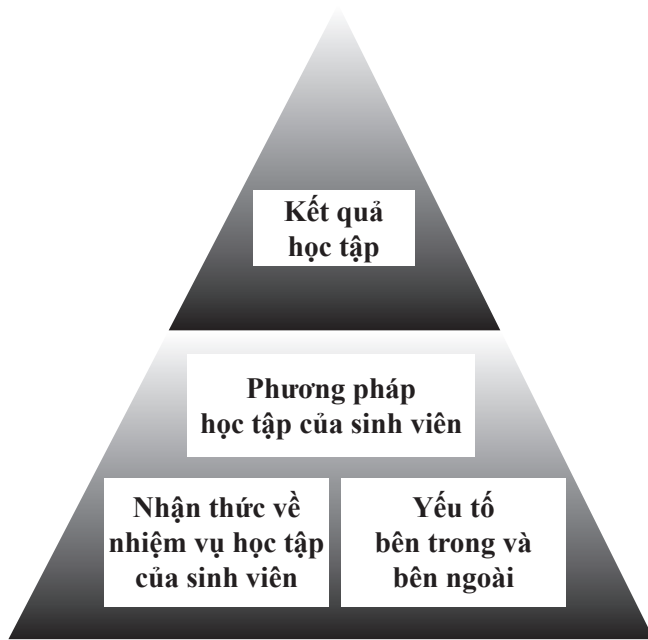 Kết quả
học tập
Phương pháp
học tập của sinh viên
Nhận thức về
nhiệm vụ học tập
của sinh viên
Yếu tố
bên trong và
bên ngoài